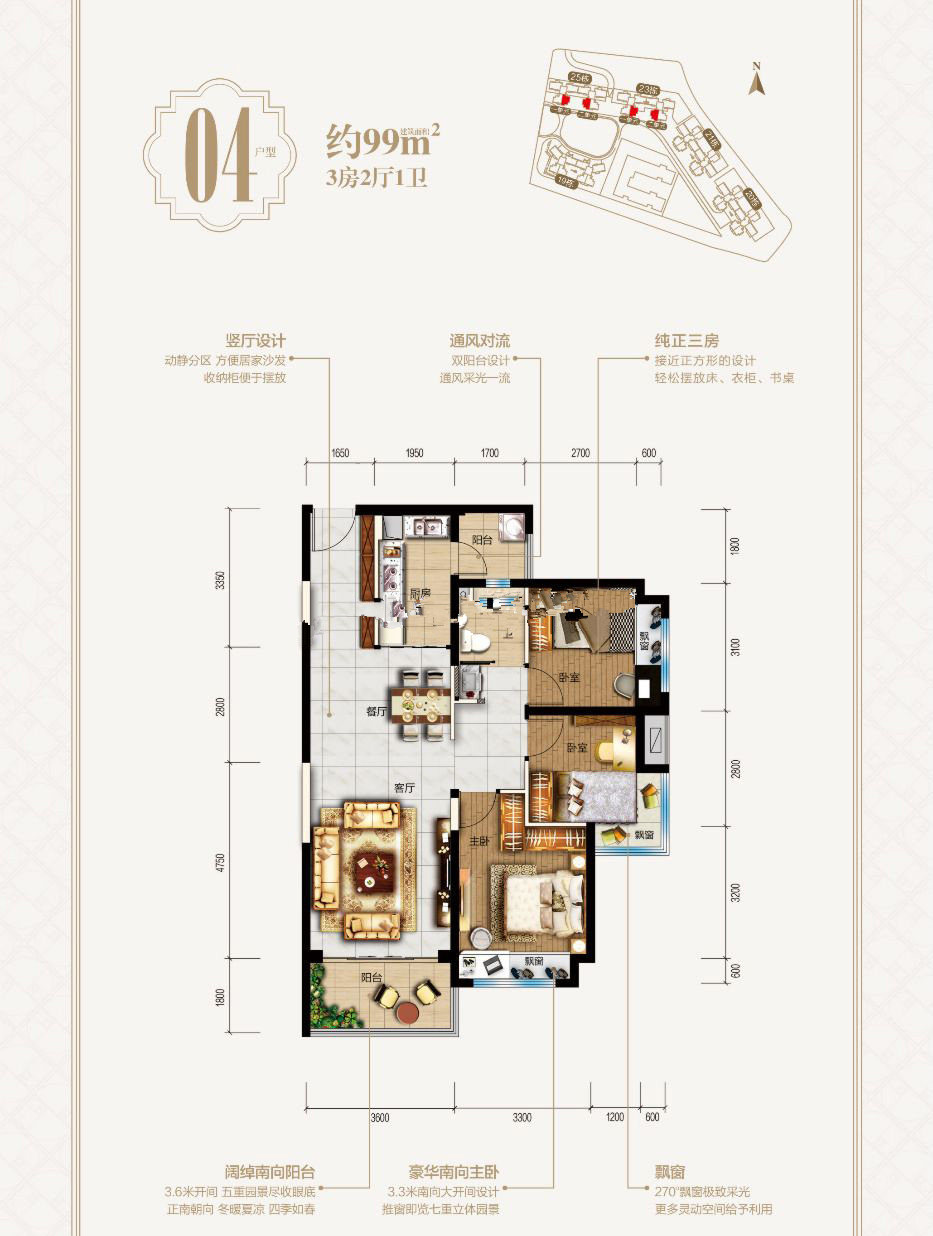 04
户型
约99m²
建筑面积
3房2厅1卫
N
25栋
23栋
21栋
20栋
19栋
二单元
二单元
竖厅设计
动静分区 方便居家沙发
收纳柜便于摆放
通风对流
双阳台设计
通风采光一流
纯正三房
接近正方形的设计
轻松摆放床、衣柜、书桌
1650
1950
1700
2700
600
3350
2800
4750
1800
1800
3100
2800
3200
600
阳台
厨房
飘窗
卧室
餐厅
卧室
客厅
飘窗
主卧
飘窗
阳台
3600
3300
1200
600
阔绰南向阳台
3.6米开间 五重园景尽收眼底
正南朝向 冬暖夏凉 四季如春
豪华南向主卧
3.3米南向大开间设计
推窗即览七重立体园景
飘窗
270°飘窗极致采光
更多灵动空间给予利用